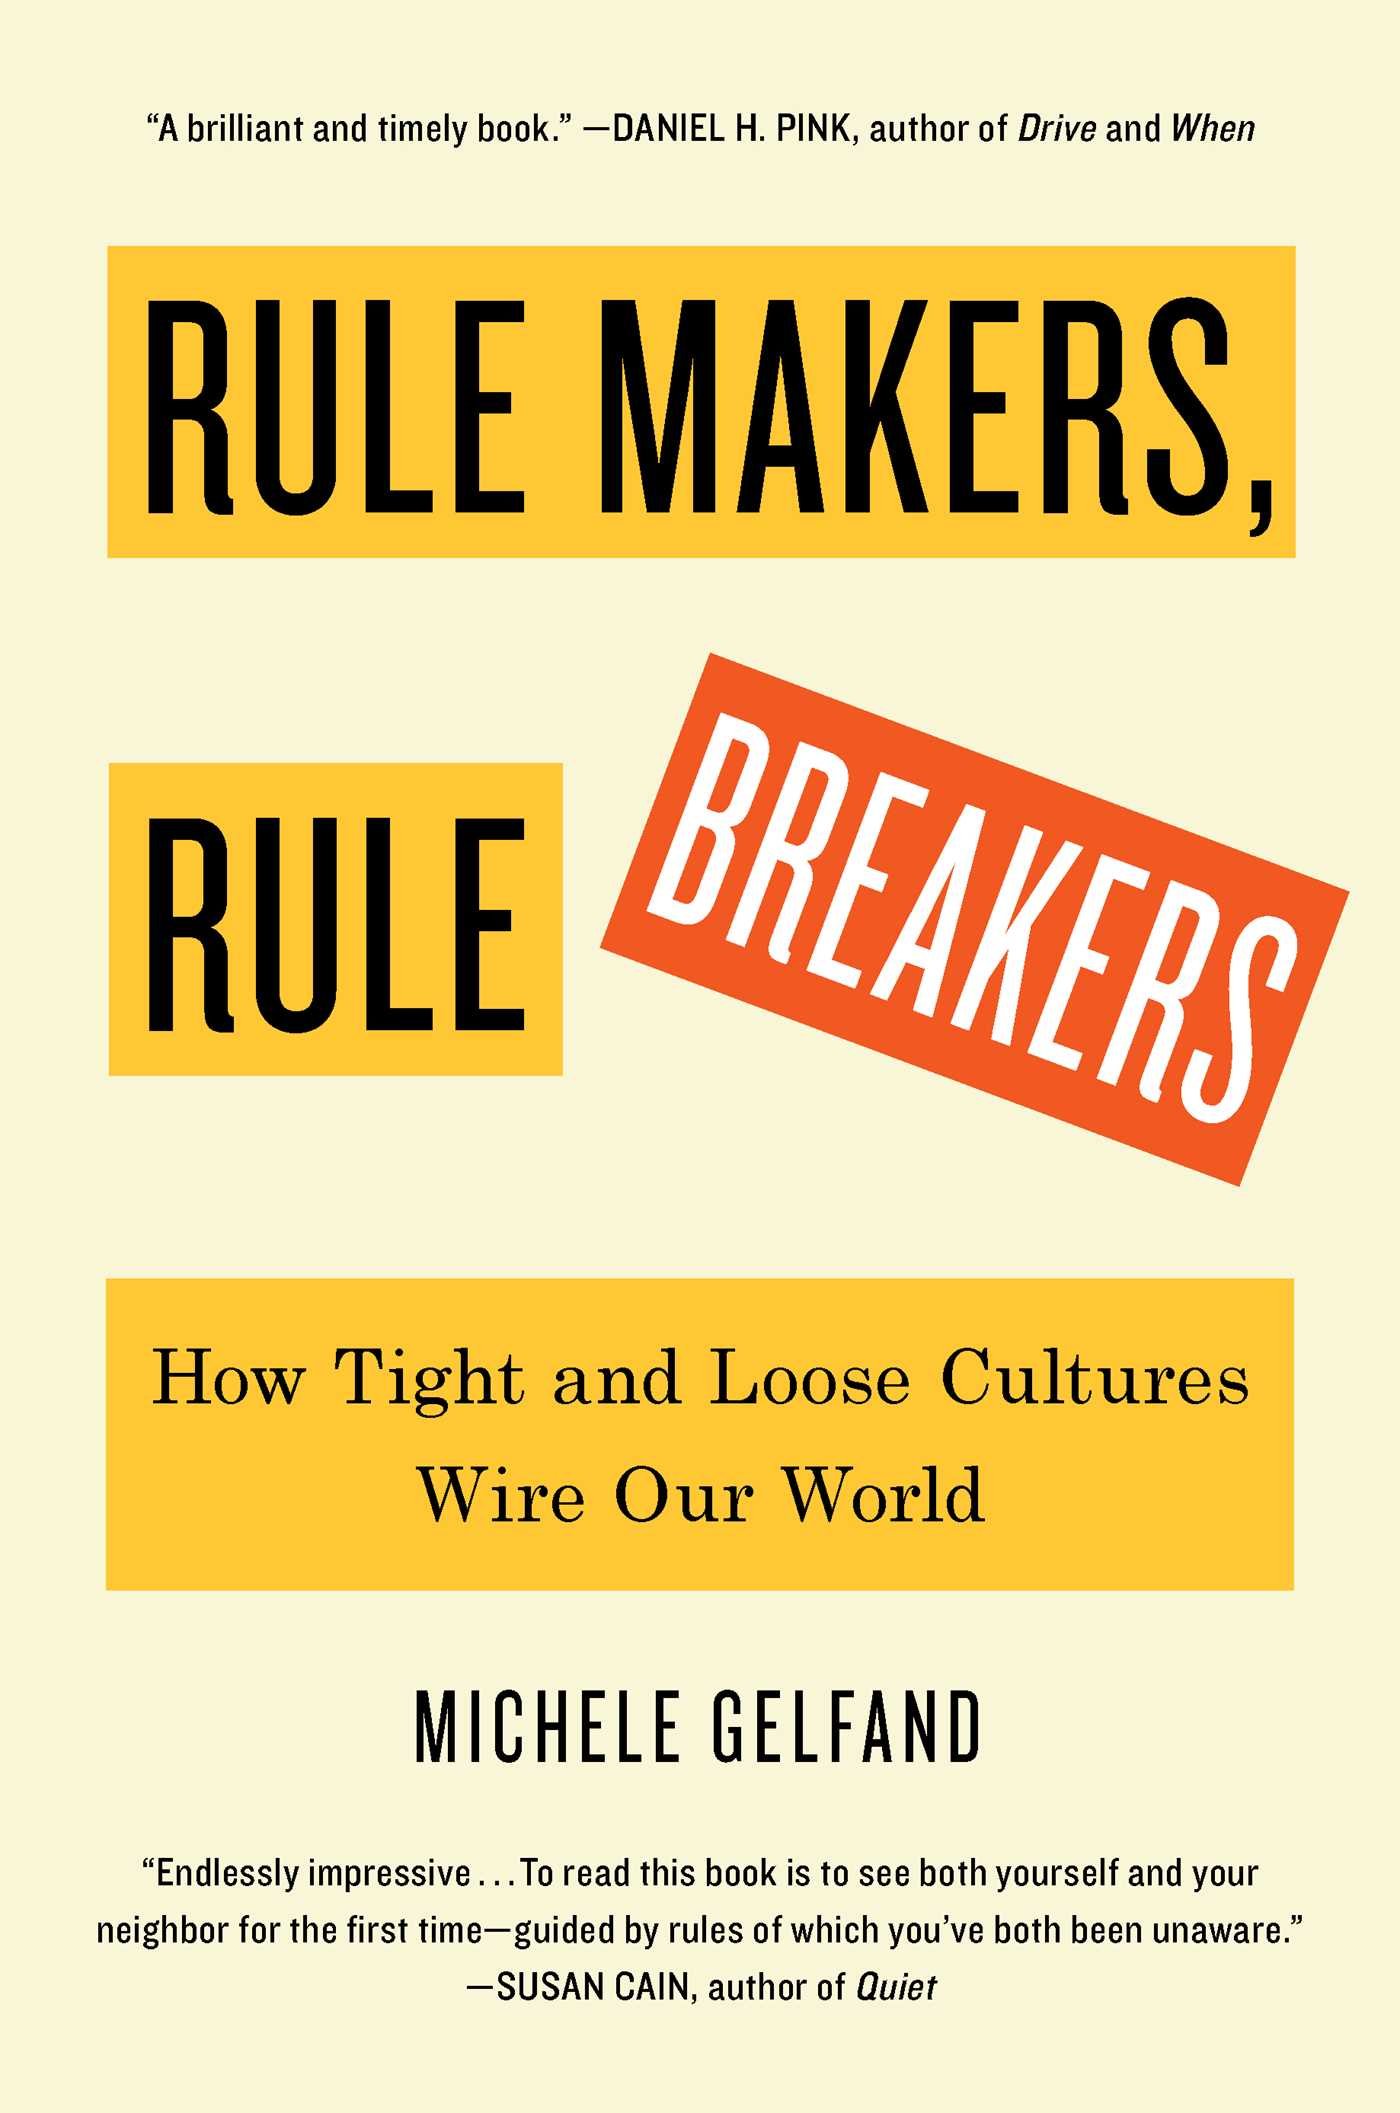 “A brilliant and timely book.” —DANIEL H. PINK, author of Drive and When
RULE MAKERS,
RULE BREAKERS
How Tight and Loose Cultures
Wire Our World
MICHELE GELFAND
“Endlessly impressive . . . To read this book is to see both yourself and your
neighbor for the first time—guided by rules of which you’ve both been unaware.”
—SUSAN CAIN, author of Quiet